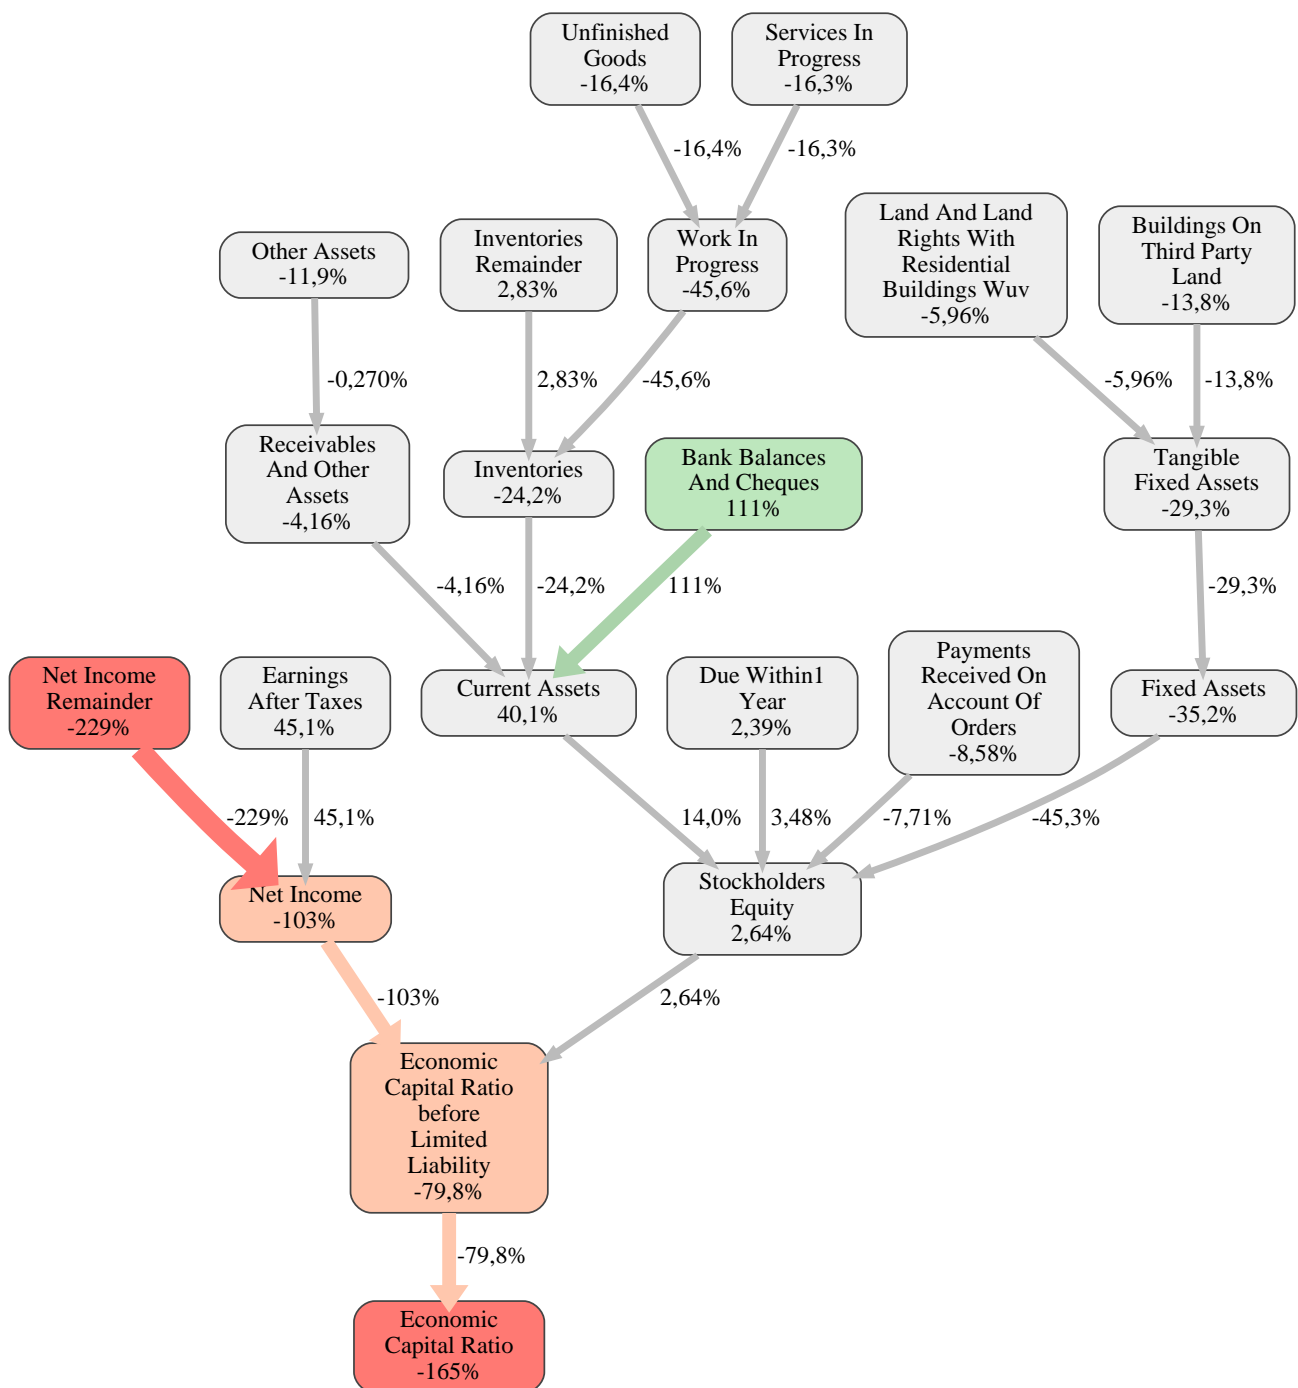 Unfinished
Goods
-16,4%
Services In
Progress
-16,3%
-16,4%
-16,3%
Other Assets
-11,9%
Inventories
Remainder
2,83%
Work In
Progress
-45,6%
Land And Land
Rights With
Residential
Buildings Wuv
-5,96%
Buildings On
Third Party
Land
-13,8%
-0,270%
2,83%
-45,6%
-5,96%
-13,8%
Receivables
And Other
Assets
-4,16%
Inventories
-24,2%
Bank Balances
And Cheques
111%
Tangible
Fixed Assets
-29,3%
-4,16%
-24,2%
111%
-29,3%
Net Income
Remainder
-229%
Earnings
After Taxes
45,1%
Current Assets
40,1%
Due Within1
Year
2,39%
Payments
Received On
Account Of
Orders
-8,58%
Fixed Assets
-35,2%
-229%
45,1%
14,0%
3,48%
-7,71%
-45,3%
Net Income
-103%
Stockholders
Equity
2,64%
-103%
2,64%
Economic
Capital Ratio
before
Limited
Liability
-79,8%
-79,8%
Economic
Capital Ratio
-165%